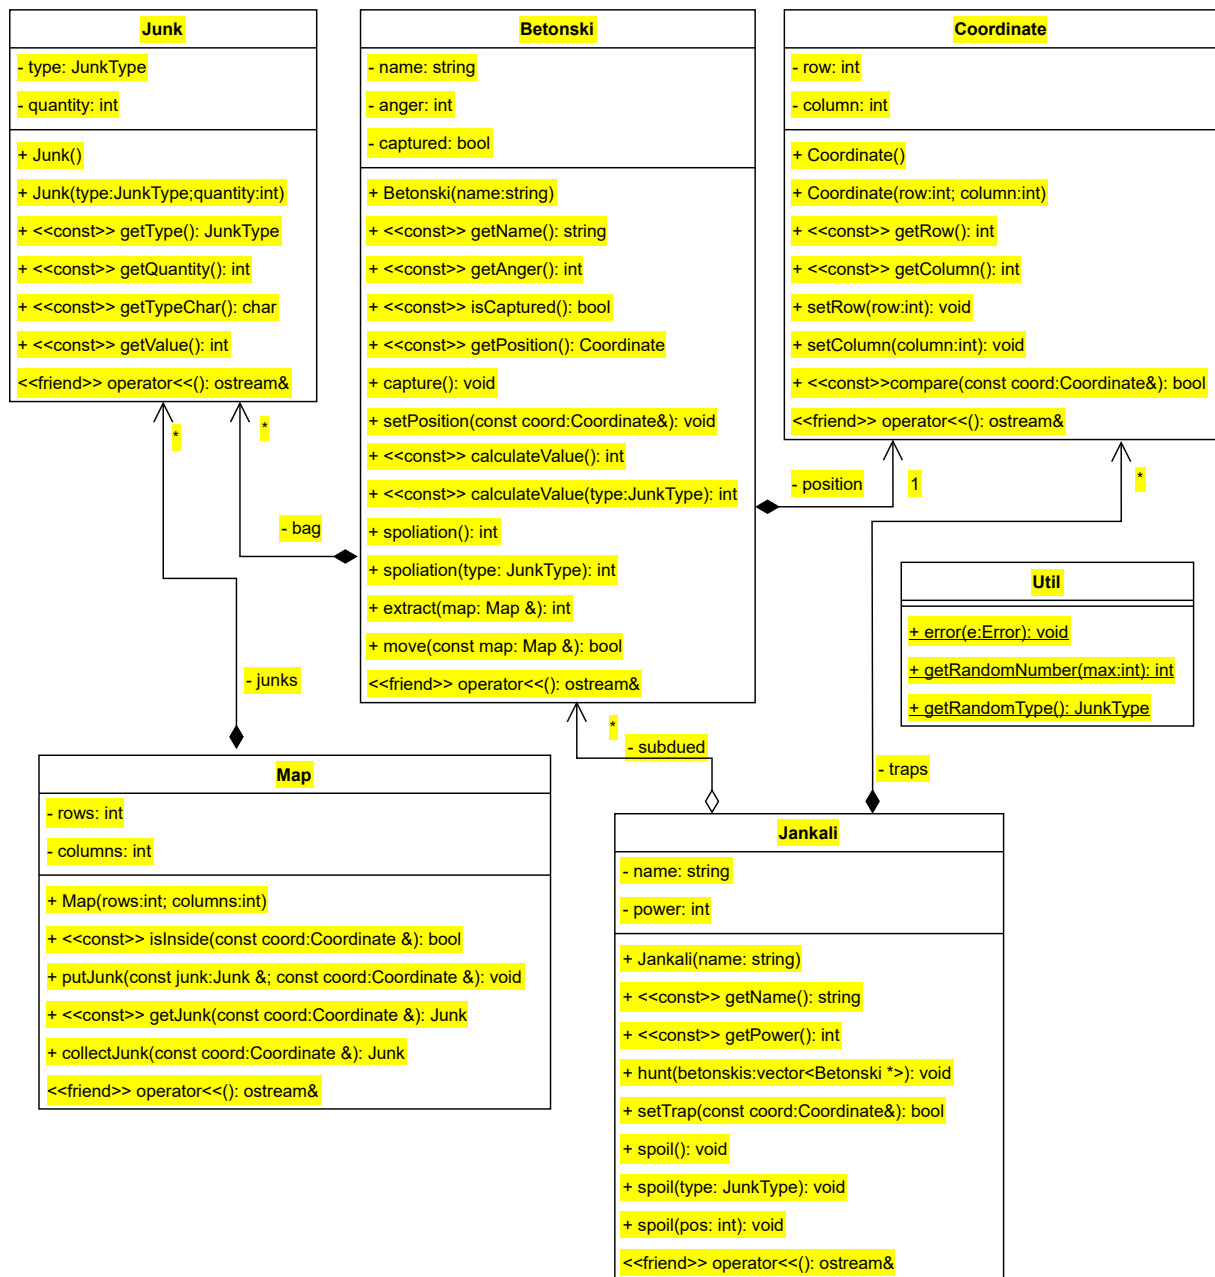 Junk
- type: JunkType
- quantity: int
+ Junk()
+ Junk(type:JunkType;quantity:int)
+ <<const>> getType(): JunkType
+ <<const>> getQuantity(): int
+ <<const>> getTypeChar(): char
+ <<const>> getValue(): int
<<friend>> operator<<(): ostream&
*
*
- bag
- junks
Betonski
- name: string
- anger: int
- captured: bool
+ Betonski(name:string)
+ <<const>> getName(): string
+ <<const>> getAnger(): int
+ <<const>> isCaptured(): bool
+ <<const>> getPosition(): Coordinate
+ capture(): void
+ setPosition(const coord:Coordinate&): void
+ <<const>> calculateValue(): int
+ <<const>> calculateValue(type:JunkType): int
+ spoliation(): int
+ spoliation(type: JunkType): int
+ extract(map: Map &): int
+ move(const map: Map &): bool
<<friend>> operator<<(): ostream&
*
- subdued
Coordinate
- row: int
- column: int
+ Coordinate()
+ Coordinate(row:int; column:int)
+ <<const>> getRow(): int
+ <<const>> getColumn(): int
+ setRow(row:int): void
+ setColumn(column:int): void
+ <<const>>compare(const coord:Coordinate&): bool
<<friend>> operator<<(): ostream&
- position
1
*
- traps
Util
+ error(e:Error): void
+ getRandomNumber(max:int): int
+ getRandomType(): JunkType
Map
- rows: int
- columns: int
+ Map(rows:int; columns:int)
+ <<const>> isInside(const coord:Coordinate &): bool
+ putJunk(const junk:Junk &; const coord:Coordinate &): void
+ <<const>> getJunk(const coord:Coordinate &): Junk
+ collectJunk(const coord:Coordinate &): Junk
<<friend>> operator<<(): ostream&
Jankali
- name: string
- power: int
+ Jankali(name: string)
+ <<const>> getName(): string
+ <<const>> getPower(): int
+ hunt(betonskis:vector<Betonski *>): void
+ setTrap(const coord:Coordinate&): bool
+ spoil(): void
+ spoil(type: JunkType): void
+ spoil(pos: int): void
<<friend>> operator<<(): ostream&